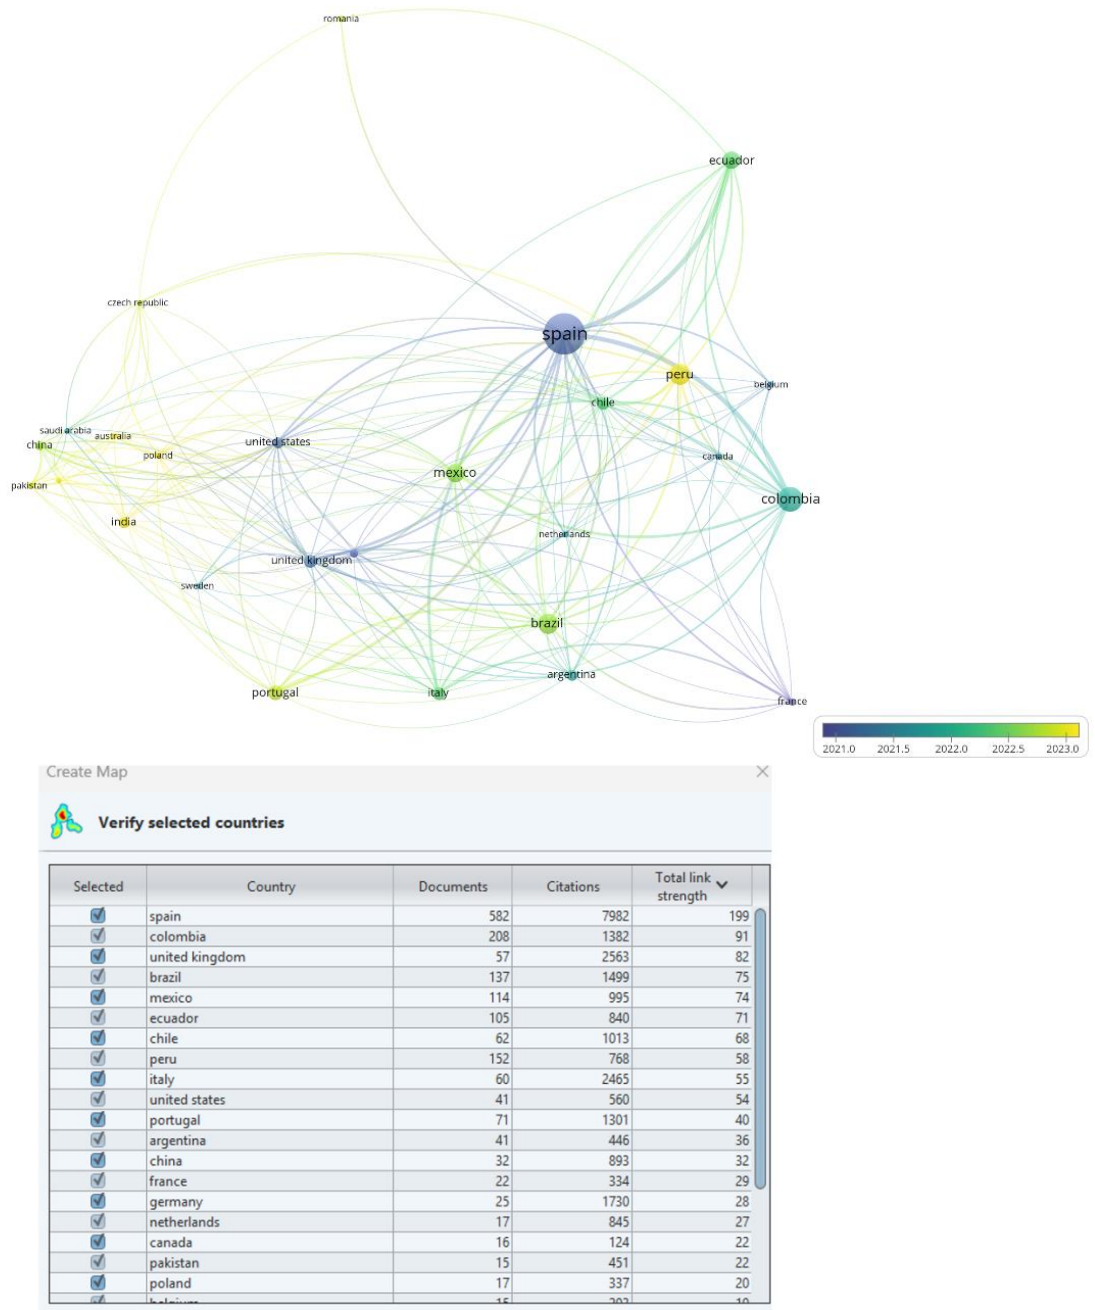 romania
ecuador
czech republic
spain
peru
belgium
chile
saudi arabia
australia
china
united states
poland
canada
mexico
pakistan
colombia
india
netherlands
united kingdom
sweden
brazil
argentina
portugal
italy
france
2021.0 2021.5 2022.0 2022.5 2023.0
Create Map
Verify selected countries
Selected Country Documents Citations Total link strength
spain 582 7982 199
colombia 208 1382 91
united kingdom 57 2563 82
brazil 137 1499 75
mexico 114 995 74
ecuador 105 840 71
chile 62 1013 68
peru 152 768 58
italy 60 2465 55
united states 41 560 54
portugal 71 1301 40
argentina 41 446 36
china 32 893 32
france 22 334 29
germany 25 1730 28
netherlands 17 845 27
canada 16 124 22
pakistan 15 451 22
poland 17 337 20